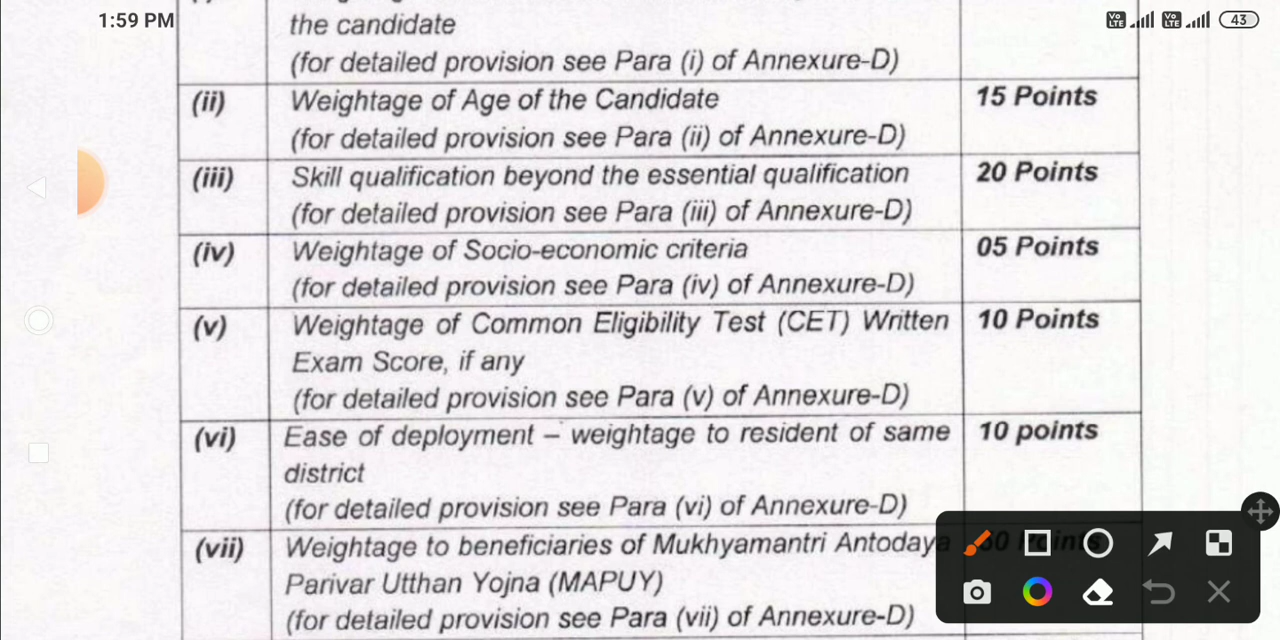 1:59 PM
Vo LTE Vo LTE 43
the candidate
(for detailed provision see Para (i) of Annexure-D)
(ii) Weightage of Age of the Candidate 15 Points
(for detailed provision see Para (ii) of Annexure-D)
(iii) Skill qualification beyond the essential qualification 20 Points
(for detailed provision see Para (iii) of Annexure-D)
(iv) Weightage of Socio-economic criteria 05 Points
(for detailed provision see Para (iv) of Annexure-D)
(v) Weightage of Common Eligibility Test (CET) Written 10 Points
Exam Score, if any
(for detailed provision see Para (v) of Annexure-D)
(vi) Ease of deployment – weightage to resident of same 10 points
district
(for detailed provision see Para (vi) of Annexure-D)
(vii) Weightage to beneficiaries of Mukhyamantri Antodaya
Parivar Utthan Yojna (MAPUY)
(for detailed provision see Para (vii) of Annexure-D)